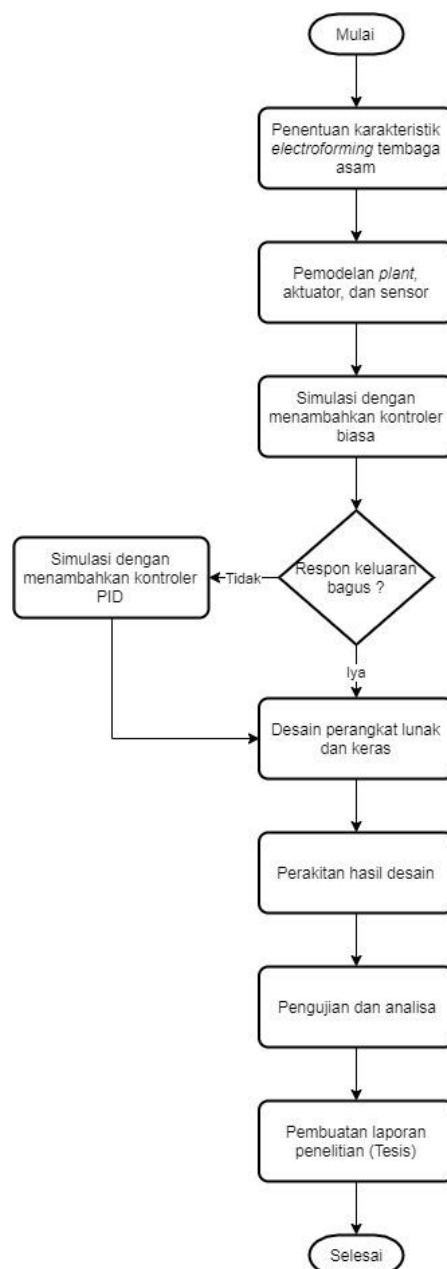 Mulai
Penentuan karakteristik
electroforming tembaga
asam
Pemodelan plant,
aktuator, dan sensor
Simulasi dengan
menambahkan kontroler
biasa
Respon keluaran
bagus ?
Tidak
Simulasi dengan
menambahkan kontroler
PID
Iya
Desain perangkat lunak
dan keras
Perakitan hasil desain
Pengujian dan analisa
Pembuatan laporan
penelitian (Tesis)
Selesai